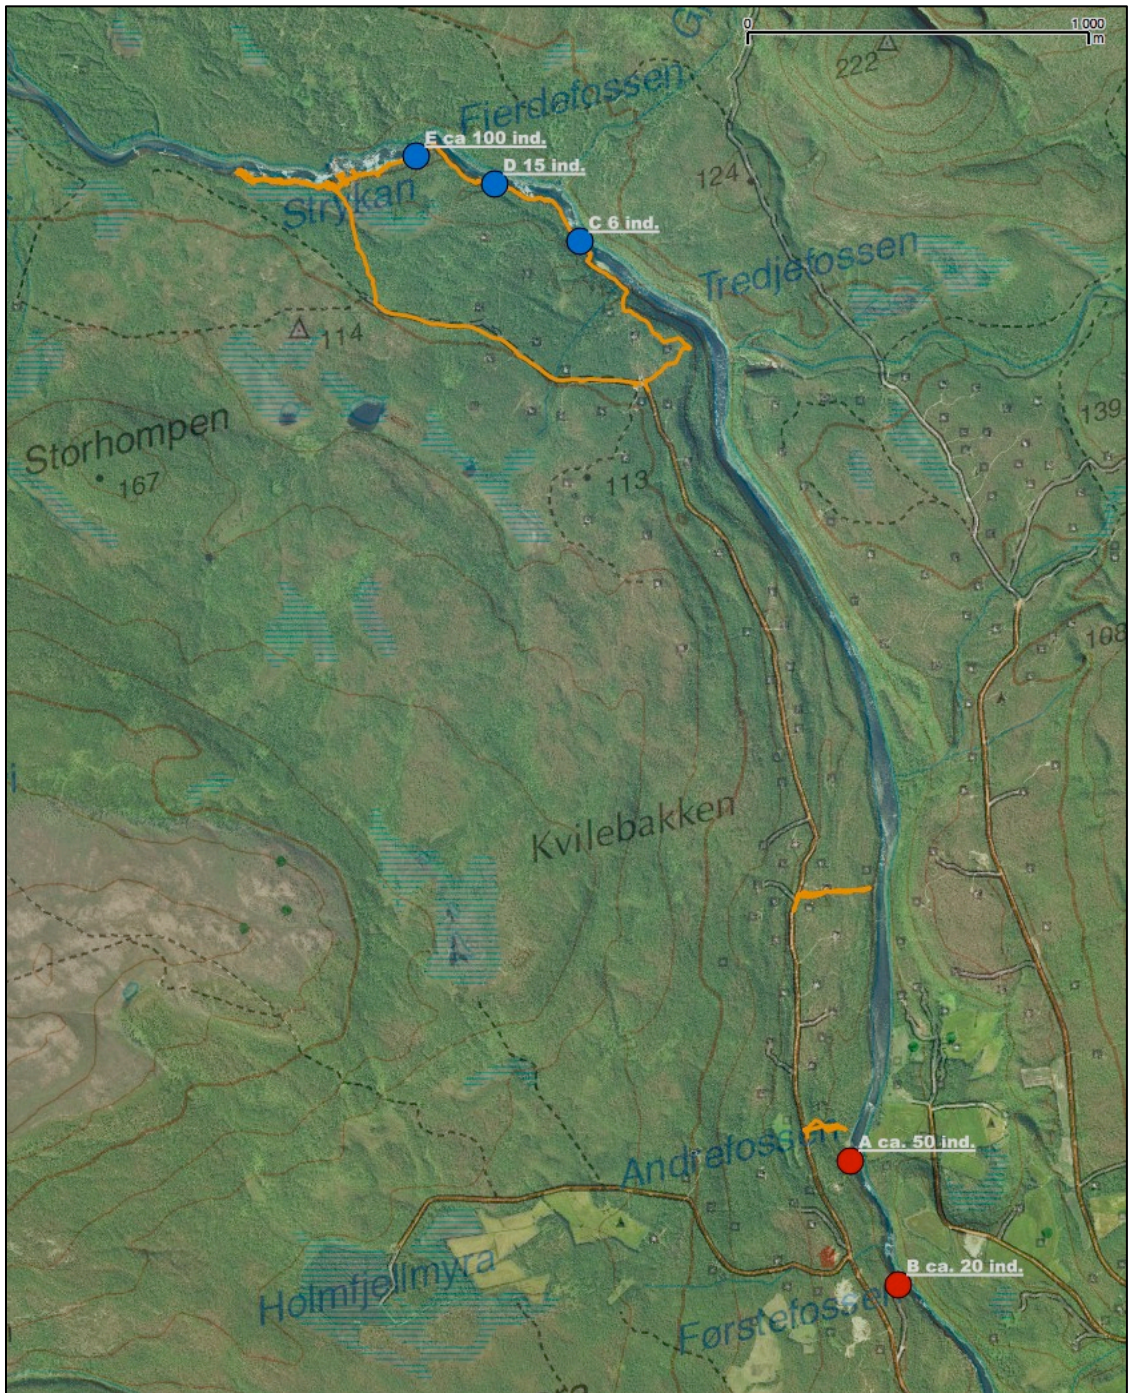 0
1 000
m
222
Fjerdefossen
E ca 100 ind.
D 15 ind.
124
Strykan
C 6 ind.
Tredjefossen
114
139
Storhompen
167
113
108
Kvilebakken
Andrefossen
A ca. 50 ind.
Holmfjellmyra
B ca. 20 ind.
Førstefossen